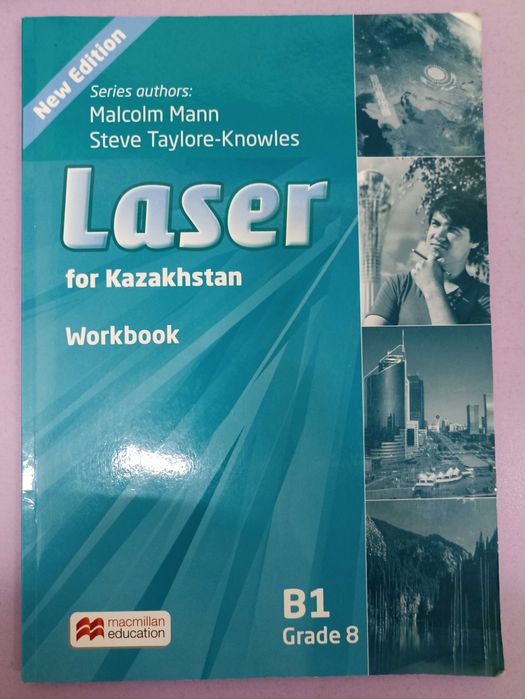 New Edition
Series authors:
Malcolm Mann
Steve Taylore-Knowles
Laser
for Kazakhstan
Workbook
B1
Grade 8
macmillan
education